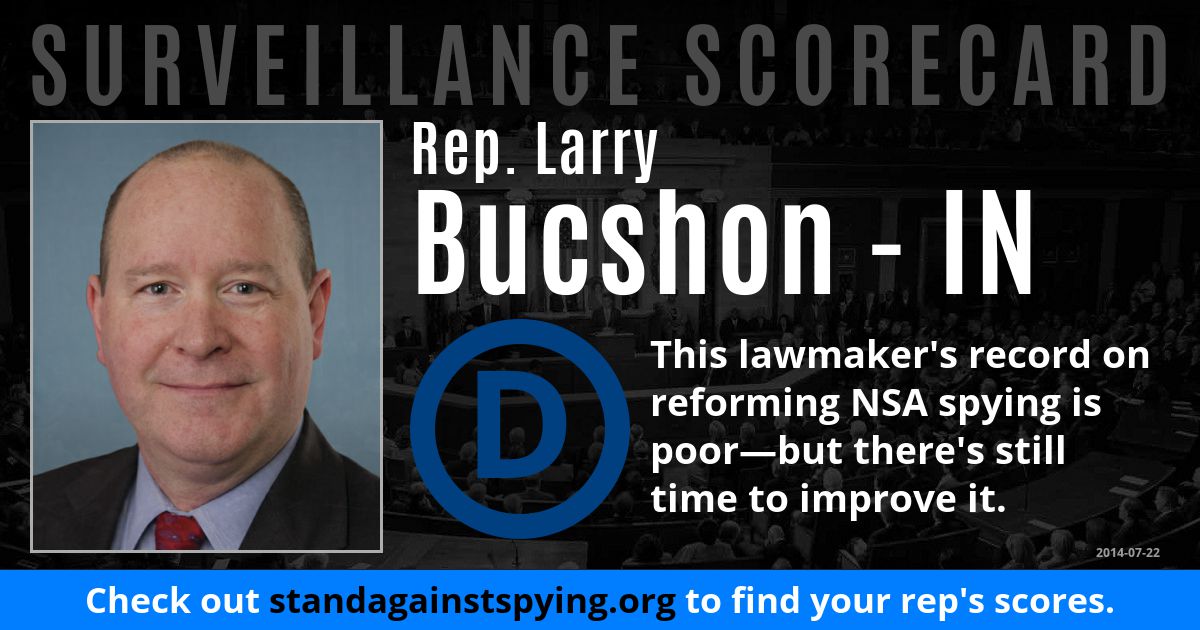 SURVEILLANCE SCORECARD
Rep. Larry
Bucshon - IN
D
This lawmaker's record on
reforming NSA spying is
poor—but there's still
time to improve it.
2014-07-22
Check out standagainstspying.org to find your rep's scores.